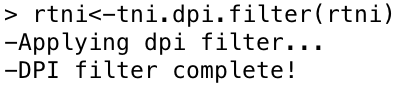 > rtni<-tni.dpi.filter(rtni)
-Applying dpi filter...
-DPI filter complete!